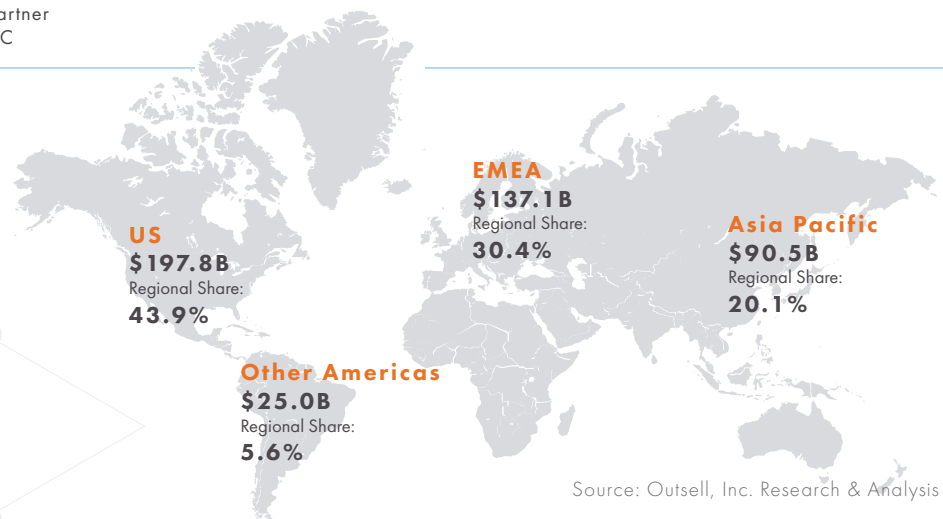 artner
C
EMEA
$137.1B
Regional Share:
30.4%
US
$197.8B
Regional Share:
43.9%
Asia Pacific
$90.5B
Regional Share:
20.1%
Other Americas
$25.0B
Regional Share:
5.6%
Source: Outsell, Inc. Research & Analysis